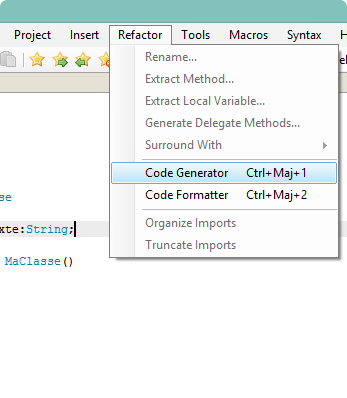 Project Insert Refactor Tools Macros Syntax
Rename...
Extract Method...
Extract Local Variable...
Generate Delegate Methods...
Surround With
Code Generator Ctrl+Maj+1
Code Formatter Ctrl+Maj+2
Organize Imports
Truncate Imports
xte:String;
MaClasse()